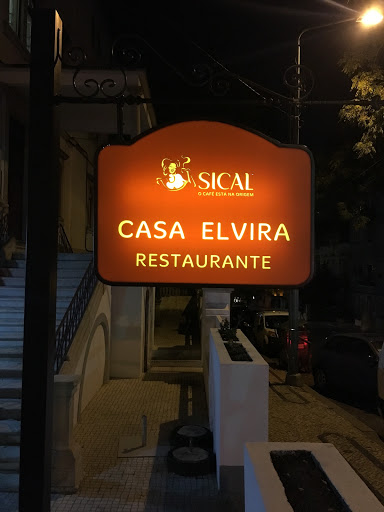 SICAL
O CAFÉ ESTÁ NA ORIGEM
CASA ELVIRA
RESTAURANTE